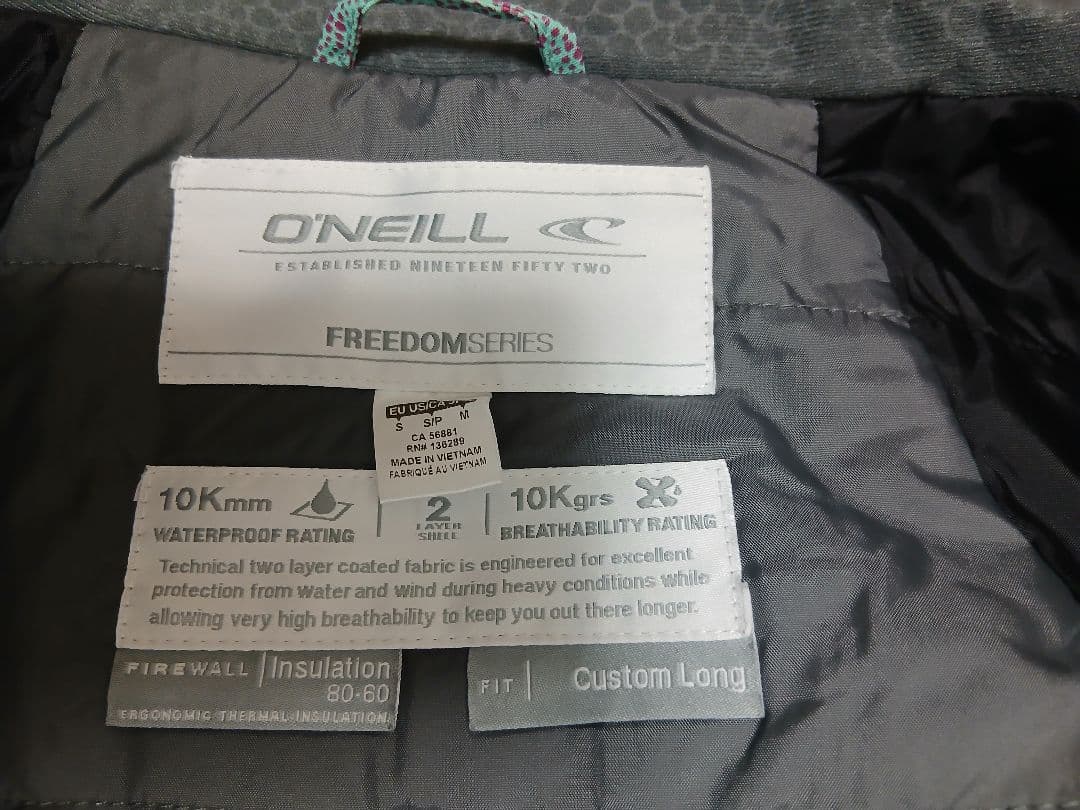 O'NEILL
ESTABLISHED NINETEEN FIFTY TWO
FREEDOMSERIES
EU US/CA
S S/P M
CA 56881
RN# 136289
MADE IN VIETNAM
FABRIQUÉ AU VIETNAM
10Kmm
WATERPROOF RATING
2
LAYER
SHELL
10Kgrs
BREATHABILITY RATING
Technical two layer coated fabric is engineered for excellent
protection from water and wind during heavy conditions while
allowing very high breathability to keep you out there longer.
FIREWALL Insulation
80-60
ERGONOMIC THERMAL INSULATION
FIT Custom Long